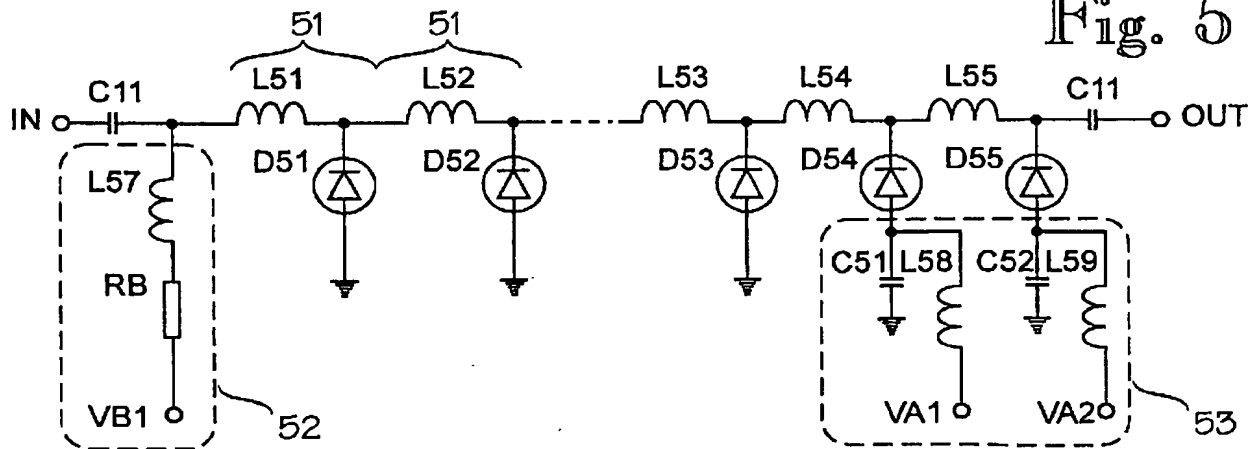 Fig. 5
51 51
L51 L52 L53 L54 L55
C11 C11
IN OUT
D51 D52 D53 D54 D55
L57
C51 L58 C52 L59
RB
VB1 VA1 VA2
52 53